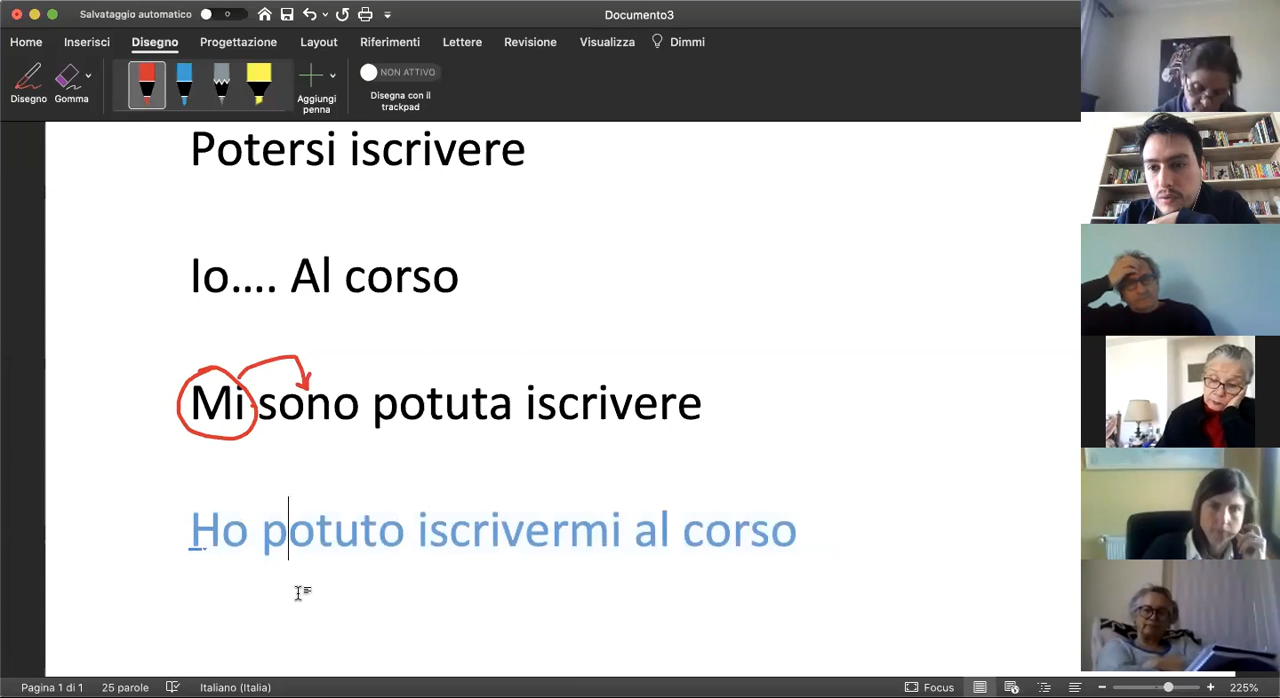 Salvataggio automatico
Documento3
Home Inserisci Disegno Progettazione Layout Riferimenti Lettere Revisione Visualizza Dimmi
Disegno Gomma Aggiungi penna NON ATTIVO Disegna con il trackpad
Potersi iscrivere
Io.... Al corso
Mi sono potuta iscrivere
Ho potuto iscrivermi al corso
Pagina 1 di 1 25 parole Italiano (Italia) Focus 225%